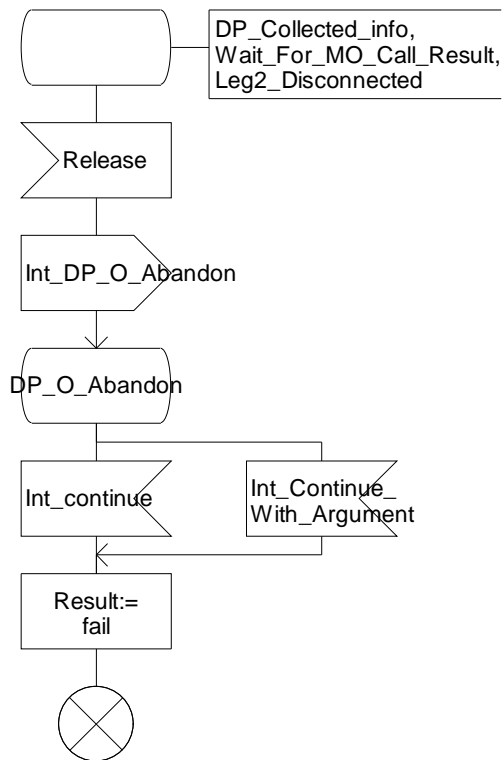 DP_Collected_info,
Wait_For_MO_Call_Result,
Leg2_Disconnected
Release
Int_DP_O_Abandon
DP_O_Abandon
Int_continue
Int_Continue_
With_Argument
Result:=
fail